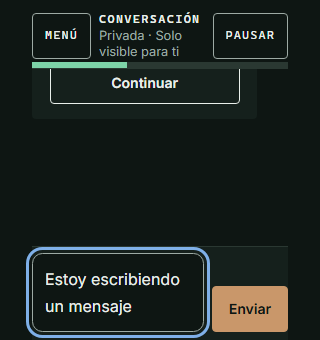 MENÚ
CONVERSACIÓN
Privada · Solo
visible para ti
PAUSAR
Continuar
Estoy escribiendo
un mensaje
Enviar